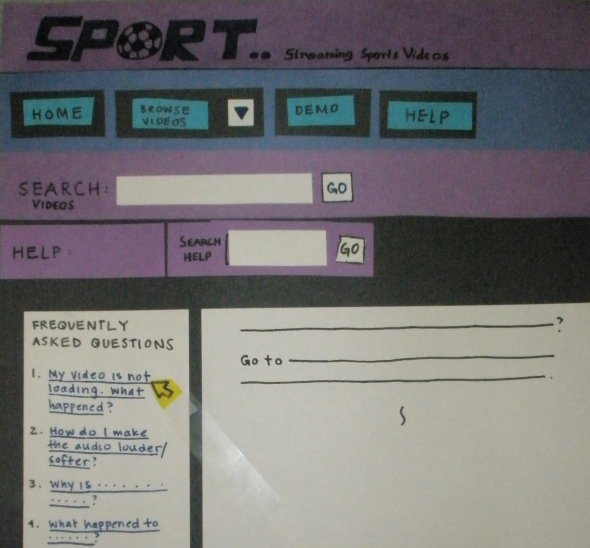 SPORT..
Streaming Sports Videos
HOME
BROWSE
VIDEOS
DEMO
HELP
SEARCH:
VIDEOS
GO
HELP
SEARCH
HELP
GO
FREQUENTLY
ASKED QUESTIONS
1. My video is not
loading. What
happened?
2. How do I make
the audio louder/
softer?
3. Why is .......
.....?
4. What happened to
......?
?
Go to
.